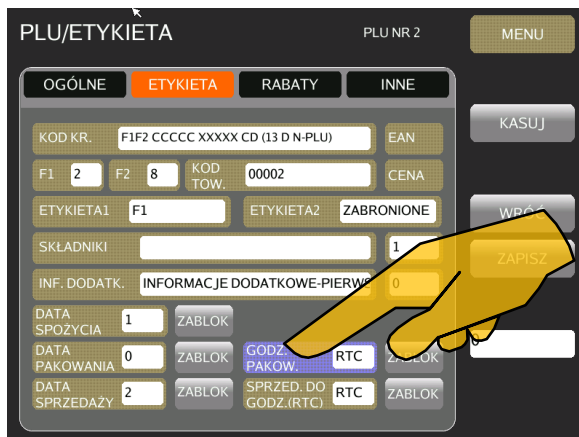 PLU/ETYKIETA PLU NR 2 MENU
OGÓLNE ETYKIETA RABATY INNE
KASUJ
KOD KR. F1F2 CCCCC XXXXX CD (13 D N-PLU) EAN
F1 2 F2 8 KOD TOW. 00002 CENA
ETYKIETA1 F1 ETYKIETA2 ZABRONIONE WRÓĆ
SKŁADNIKI 1
ZAPISZ
INF. DODATK. INFORMACJE DODATKOWE-PIERWS 0
DATA SPOŻYCIA 1 ZABLOK
DATA PAKOWANIA 0 ZABLOK GODZ. PAKOW. RTC ZABLOK
DATA SPRZEDAŻY 2 ZABLOK SPRZED. DO GODZ.(RTC) RTC ZABLOK